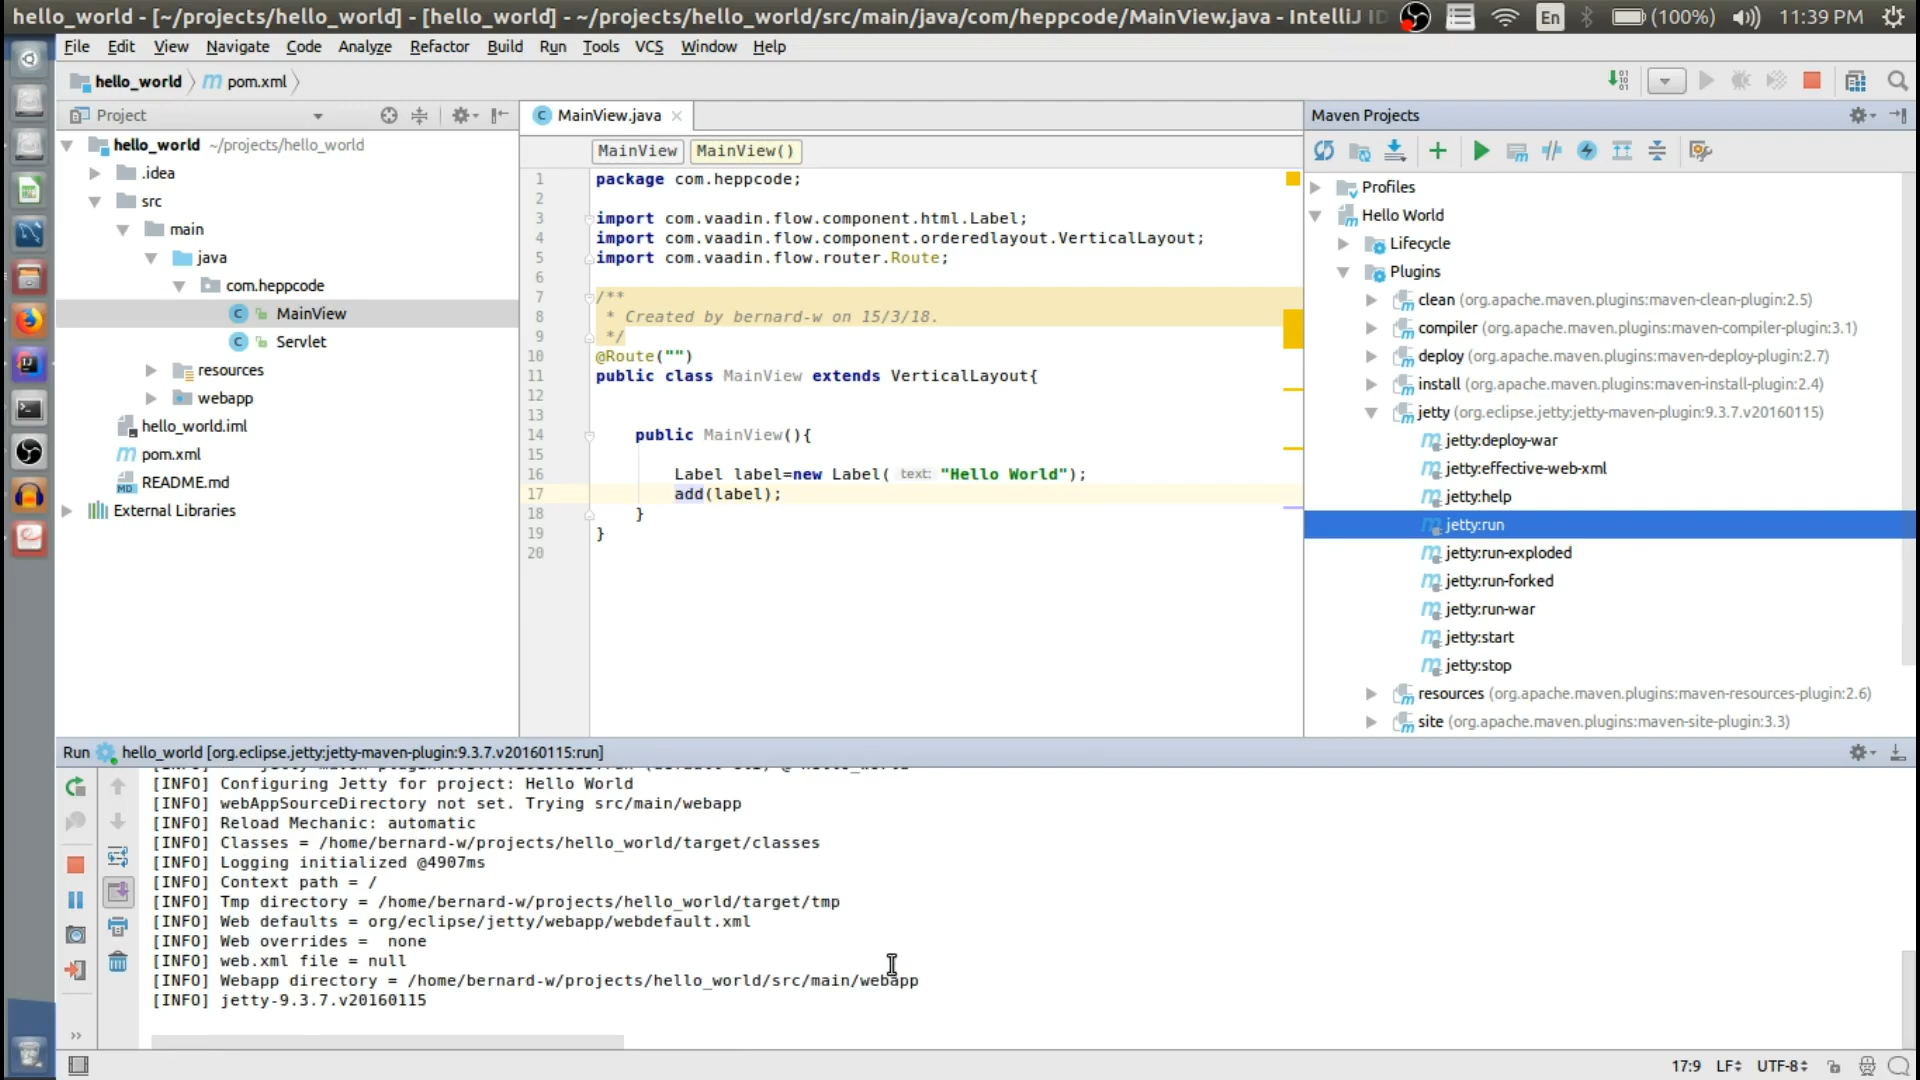 hello_world - [~/projects/hello_world] - [hello_world] - ~/projects/hello_world/src/main/java/com/heppcode/MainView.java - IntelliJ ID
En
(100%)
11:39 PM
File Edit View Navigate Code Analyze Refactor Build Run Tools VCS Window Help
hello_world
pom.xml
Project
hello_world ~/projects/hello_world
.idea
src
main
java
com.heppcode
MainView
Servlet
resources
webapp
hello_world.iml
pom.xml
README.md
External Libraries
MainView.java
MainView
MainView()
1 package com.heppcode;
2
3 import com.vaadin.flow.component.html.Label;
4 import com.vaadin.flow.component.orderedlayout.VerticalLayout;
5 import com.vaadin.flow.router.Route;
6
7 /**
8 * Created by bernard-w on 15/3/18.
9 */
10 @Route("")
11 public class MainView extends VerticalLayout{
12
13
14 public MainView(){
15
16 Label label=new Label( text: "Hello World");
17 add(label);
18 }
19 }
20
Maven Projects
Profiles
Hello World
Lifecycle
Plugins
clean (org.apache.maven.plugins:maven-clean-plugin:2.5)
compiler (org.apache.maven.plugins:maven-compiler-plugin:3.1)
deploy (org.apache.maven.plugins:maven-deploy-plugin:2.7)
install (org.apache.maven.plugins:maven-install-plugin:2.4)
jetty (org.eclipse.jetty:jetty-maven-plugin:9.3.7.v20160115)
jetty:deploy-war
jetty:effective-web-xml
jetty:help
jetty:run
jetty:run-exploded
jetty:run-forked
jetty:run-war
jetty:start
jetty:stop
resources (org.apache.maven.plugins:maven-resources-plugin:2.6)
site (org.apache.maven.plugins:maven-site-plugin:3.3)
Run hello_world [org.eclipse.jetty:jetty-maven-plugin:9.3.7.v20160115:run]
[INFO] Configuring Jetty for project: Hello World
[INFO] webAppSourceDirectory not set. Trying src/main/webapp
[INFO] Reload Mechanic: automatic
[INFO] Classes = /home/bernard-w/projects/hello_world/target/classes
[INFO] Logging initialized @4907ms
[INFO] Context path = /
[INFO] Tmp directory = /home/bernard-w/projects/hello_world/target/tmp
[INFO] Web defaults = org/eclipse/jetty/webapp/webdefault.xml
[INFO] Web overrides =  none
[INFO] web.xml file = null
[INFO] Webapp directory = /home/bernard-w/projects/hello_world/src/main/webapp
[INFO] jetty-9.3.7.v20160115
17:9 LF UTF-8